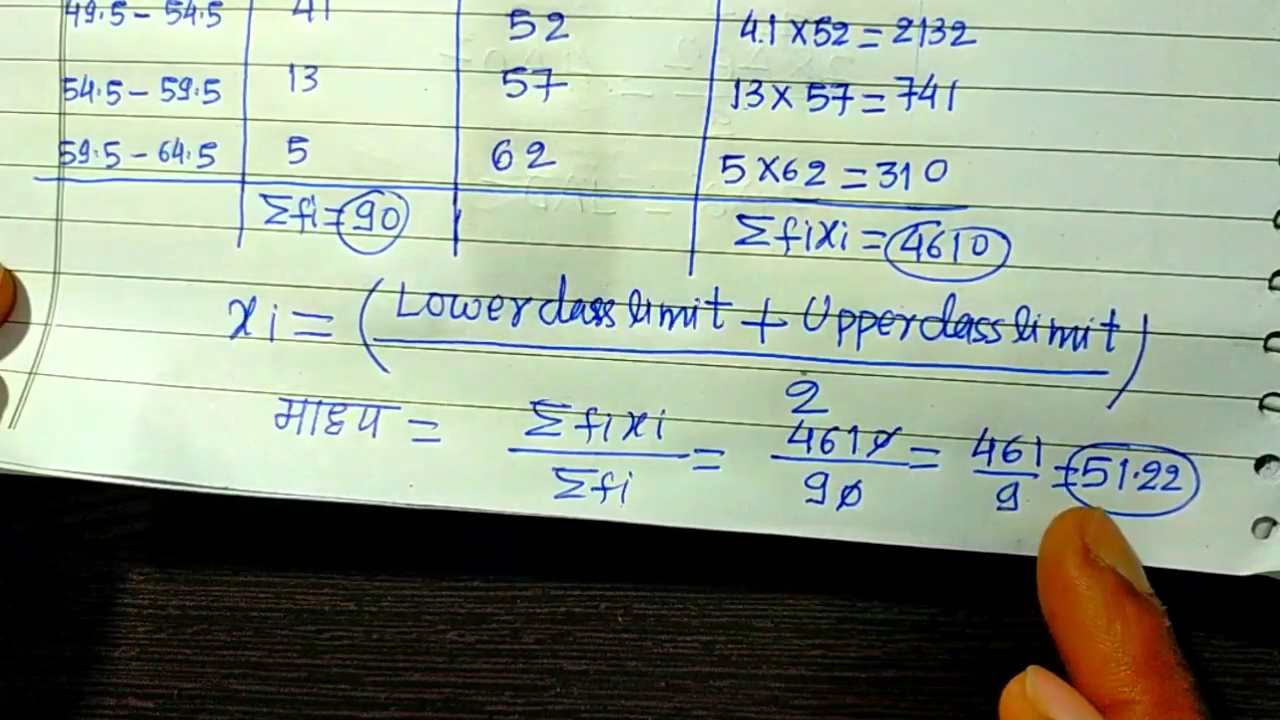 49.5 - 54.5 41 52 41 X 52 = 2132
54.5 - 59.5 13 57 13 X 57 = 741
59.5 - 64.5 5 62 5 X 62 = 310
Σfi = 90 Σfixi = 4610
xi = (Lower class limit + Upper class limit)
2
माध्य = Σfixi / Σfi = 4610 / 90 = 461 / 9 = 51.22